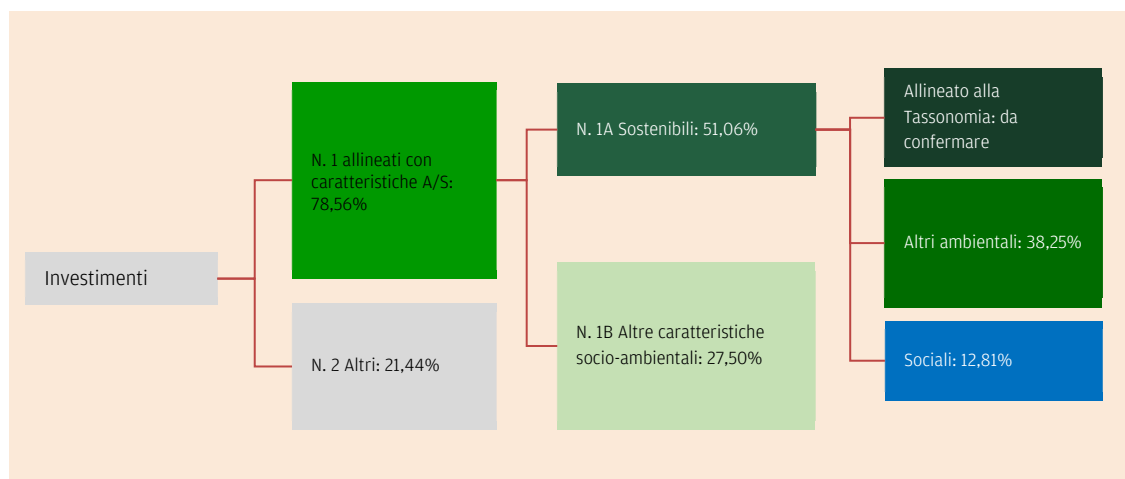 Investimenti
N. 1 allineati con
caratteristiche A/S:
78,56%
N. 2 Altri: 21,44%
N. 1A Sostenibili: 51,06%
N. 1B Altre caratteristiche
socio-ambientali: 27,50%
Allineato alla
Tassonomia: da
confermare
Altri ambientali: 38,25%
Sociali: 12,81%